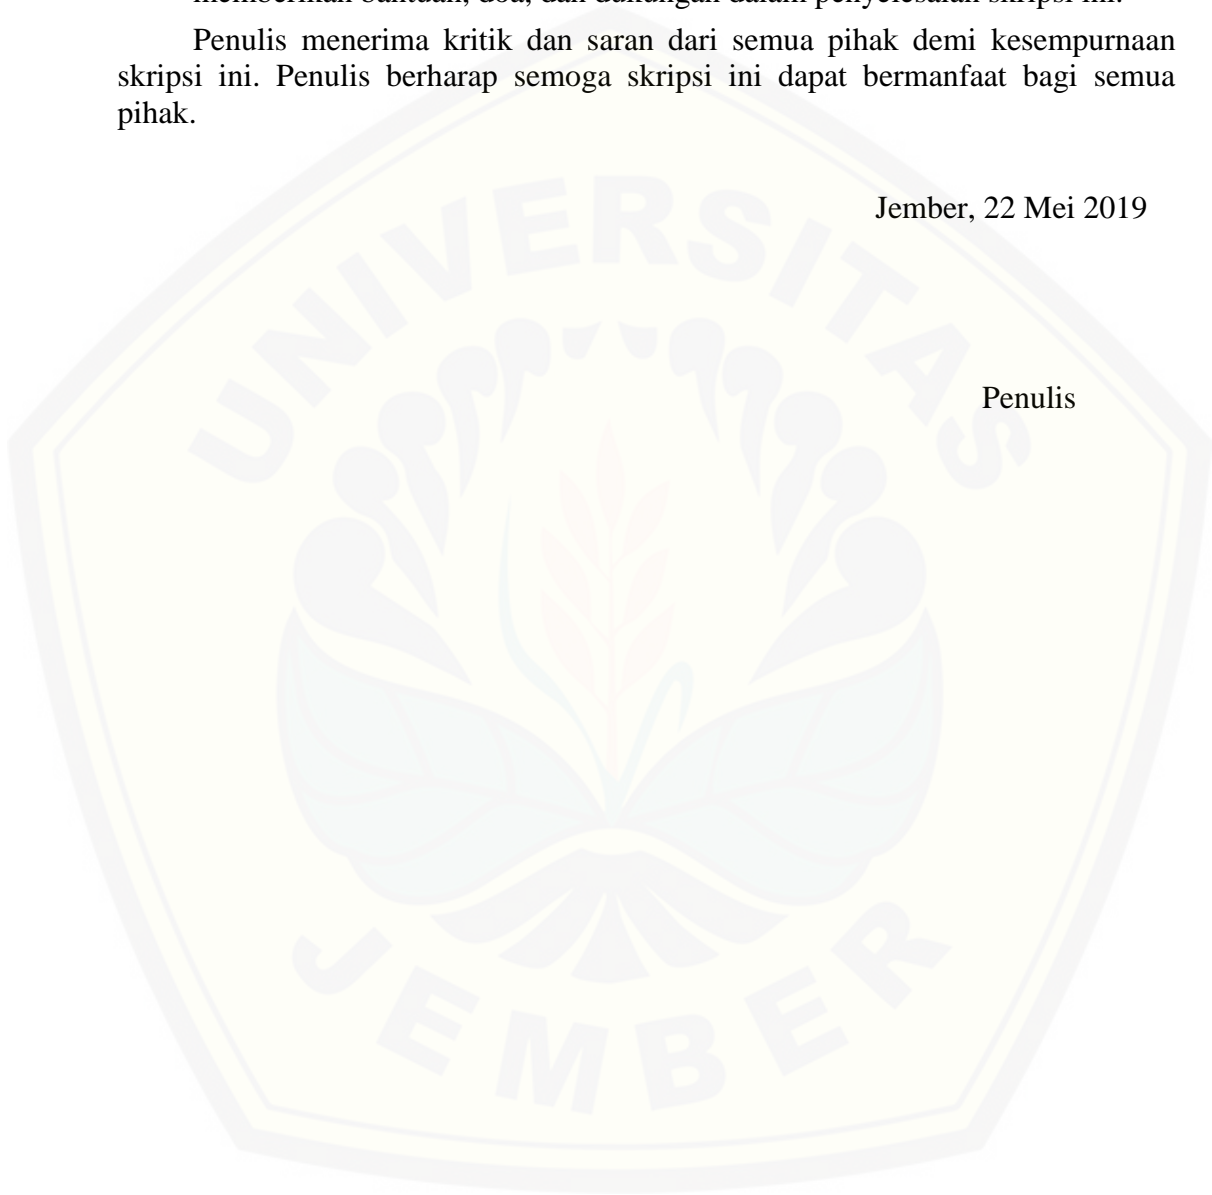 memberikan bantuan, doa, dan dukungan dalam penyelesaian skripsi ini.
Penulis menerima kritik dan saran dari semua pihak demi kesempurnaan
skripsi ini. Penulis berharap semoga skripsi ini dapat bermanfaat bagi semua
pihak.
Jember, 22 Mei 2019
Penulis
UNIVERSITAS
JEMBER